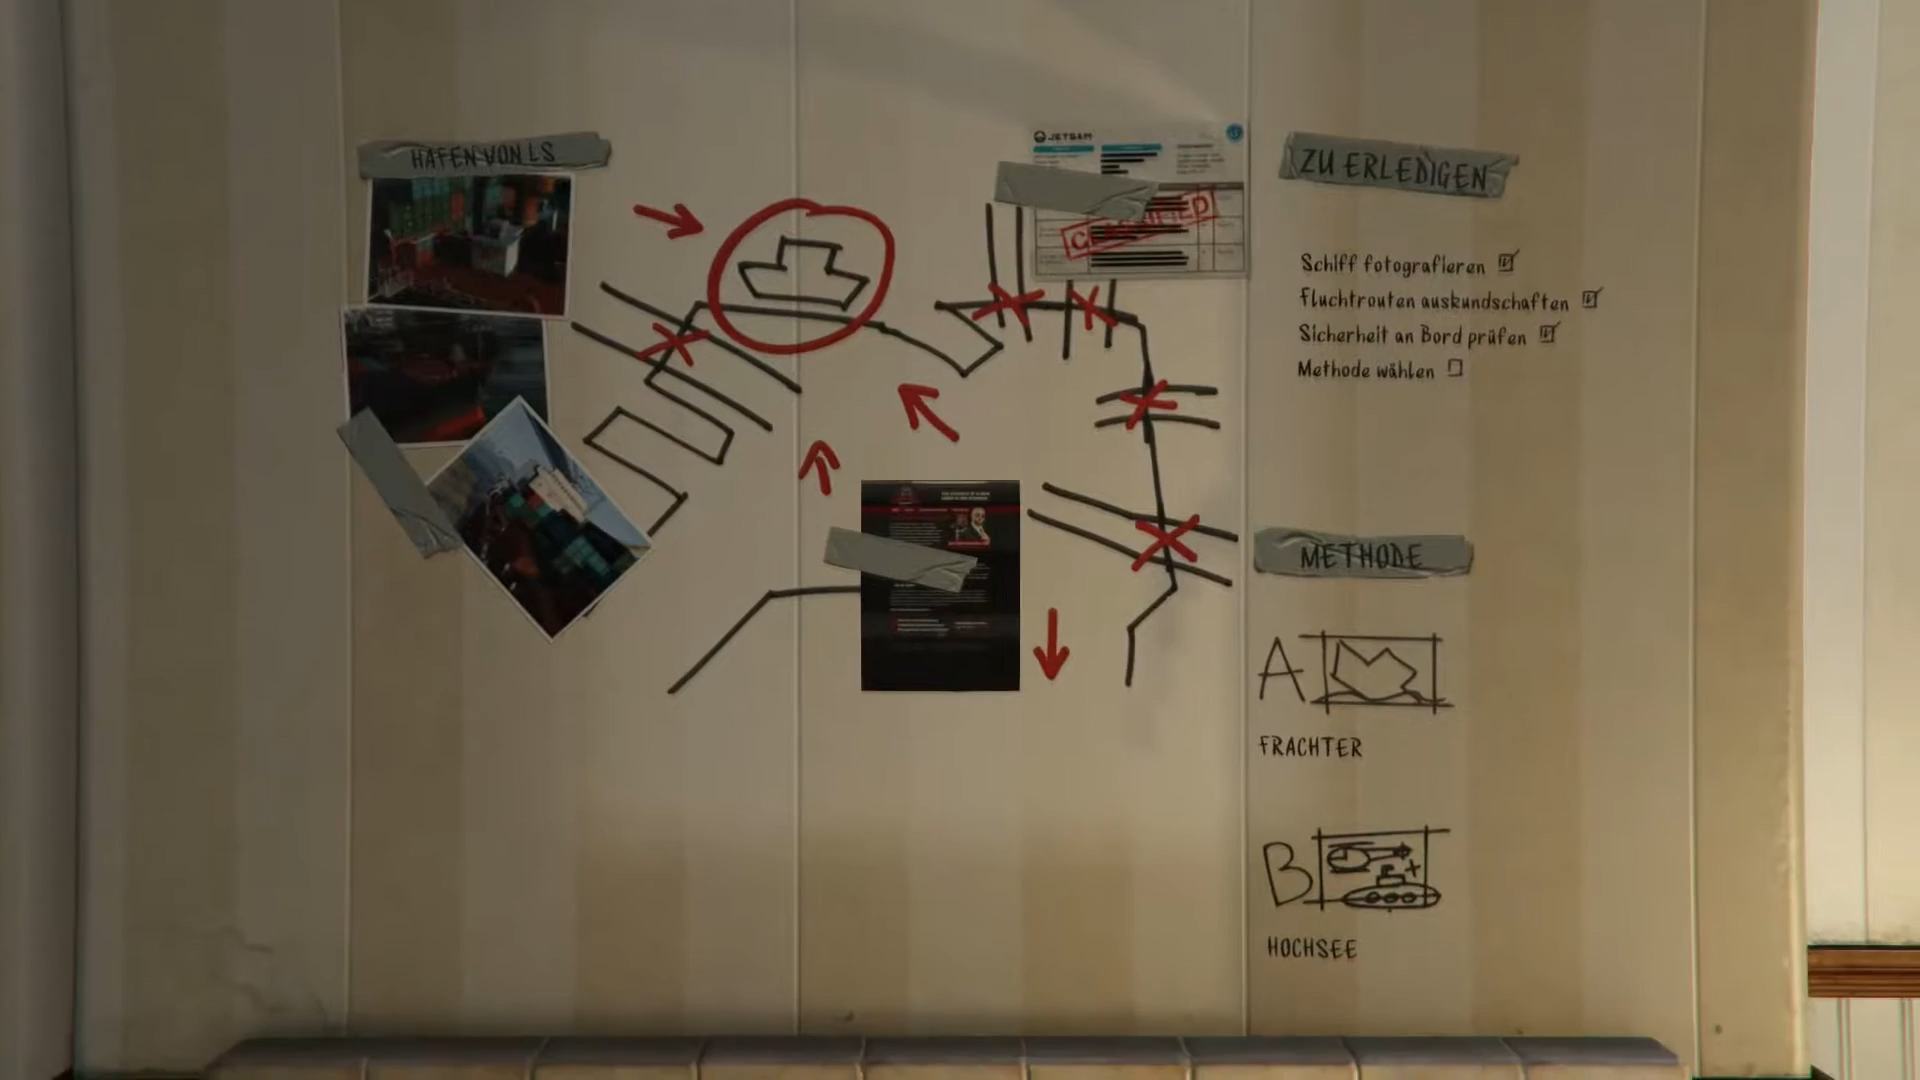 HAFEN VON LS
JETSAM
CLASSIFIED
ZU ERLEDIGEN
Schiff fotografieren
Fluchtrouten auskundschaften
Sicherheit an Bord prüfen
Methode wählen
METHODE
A
FRACHTER
B
HOCHSEE